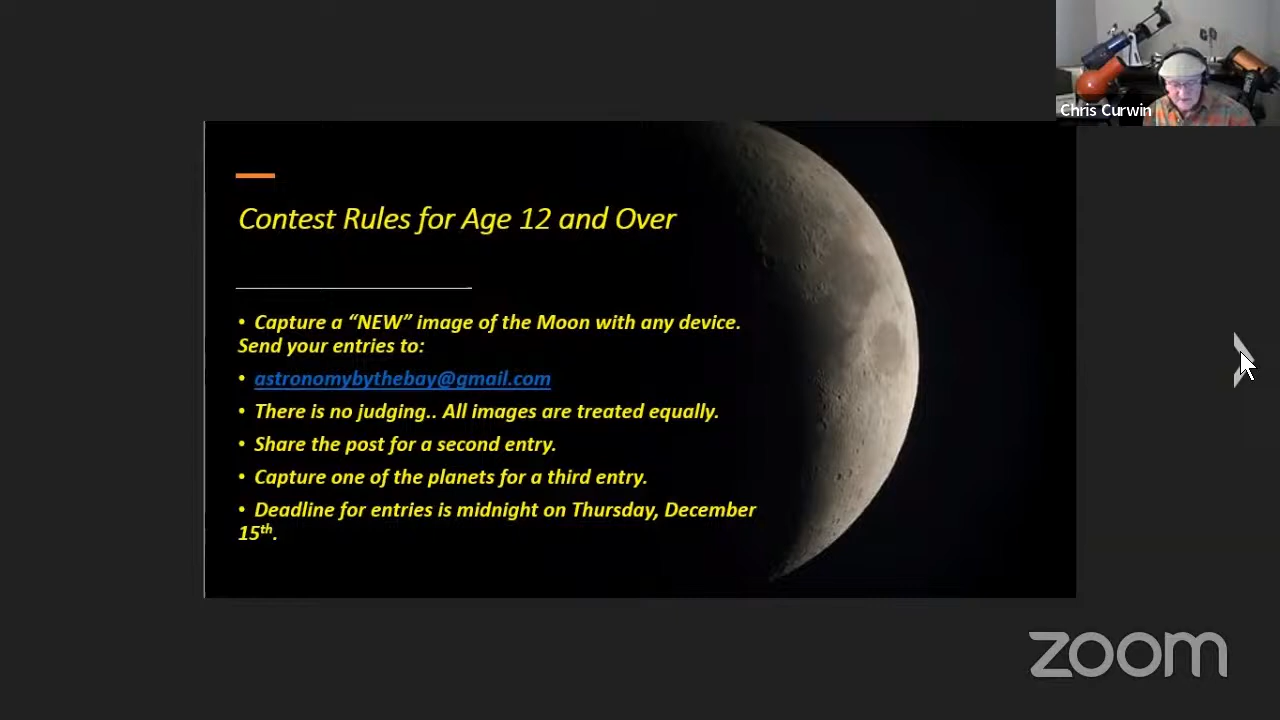 Chris Curwin
Contest Rules for Age 12 and Over
• Capture a “NEW” image of the Moon with any device.
Send your entries to:
• astronomybythebay@gmail.com
• There is no judging.. All images are treated equally.
• Share the post for a second entry.
• Capture one of the planets for a third entry.
• Deadline for entries is midnight on Thursday, December
15th.
zoom